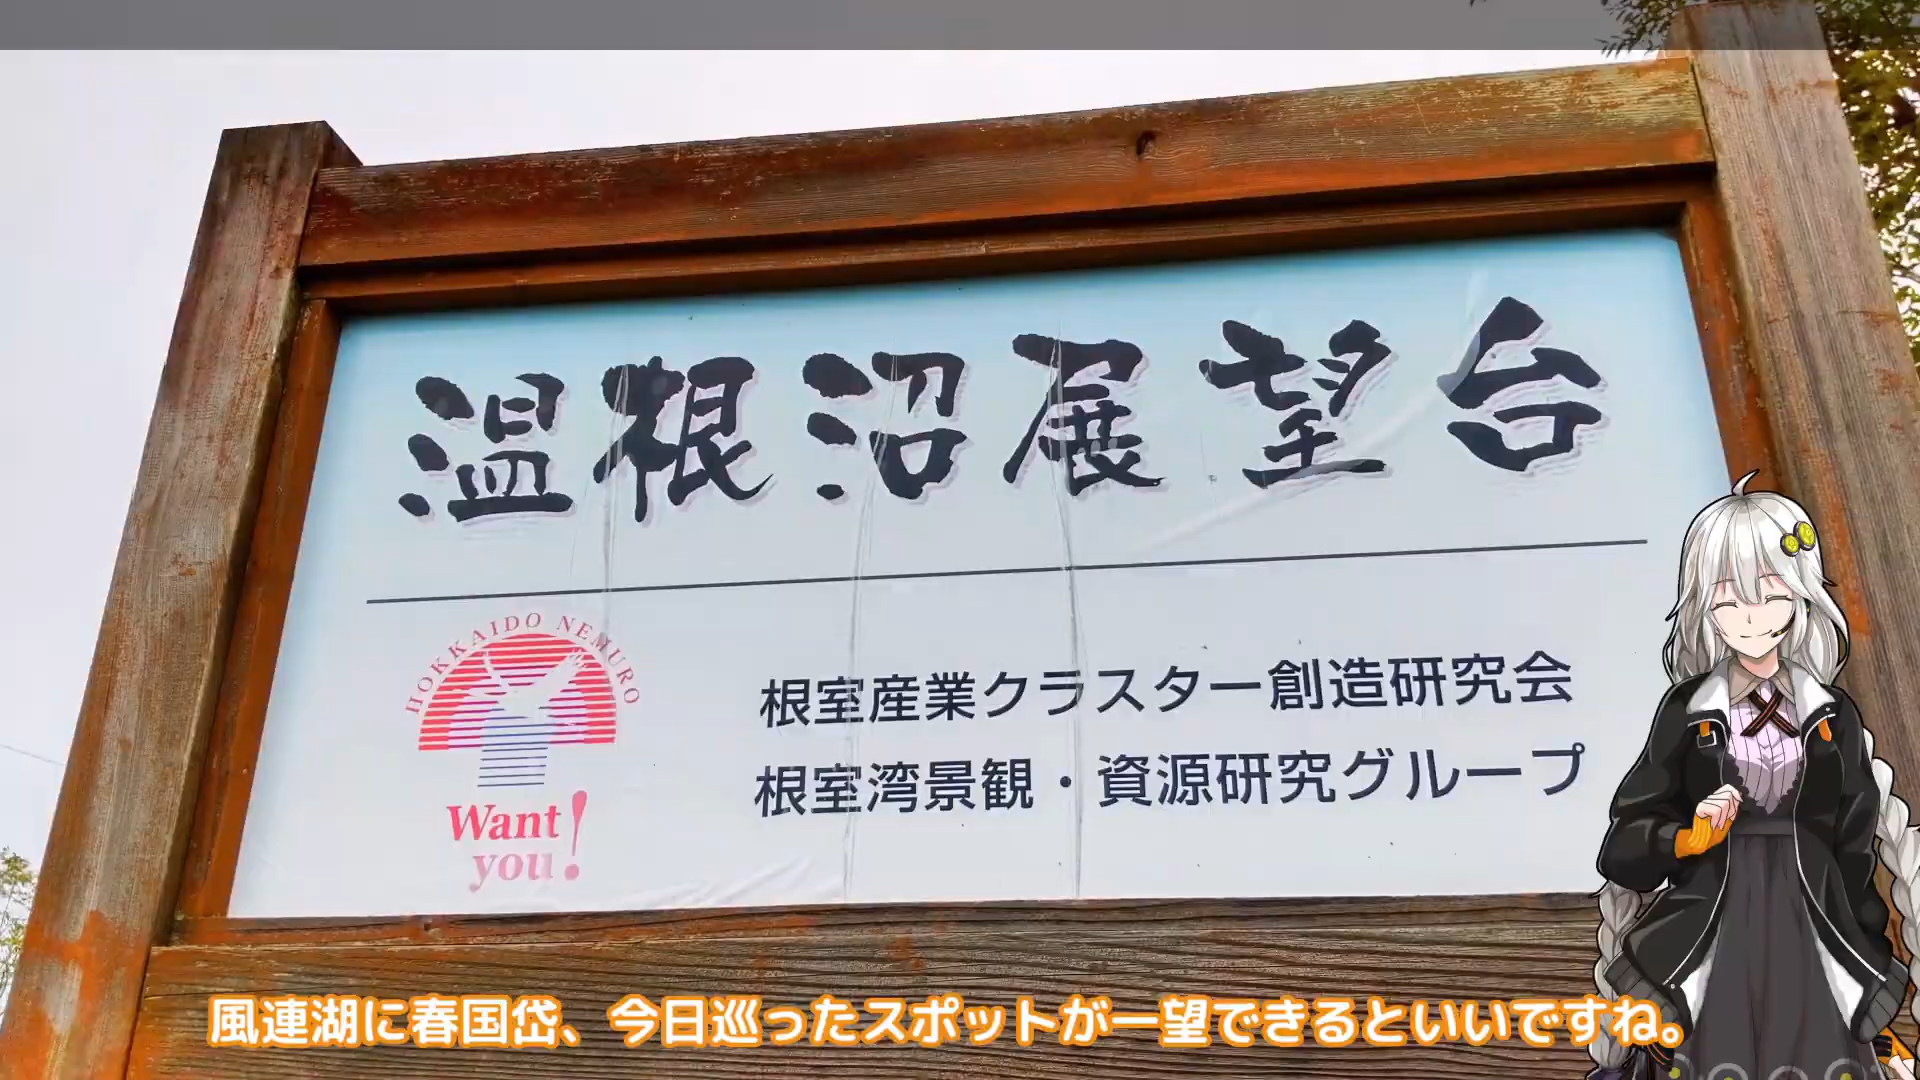 温根沼展望台
HOKKAIDO NEMURO
Want
you!
根室産業クラスター創造研究会
根室湾景観・資源研究グループ
風連湖に春国岱、今日巡ったスポットが一望できるといいですね。